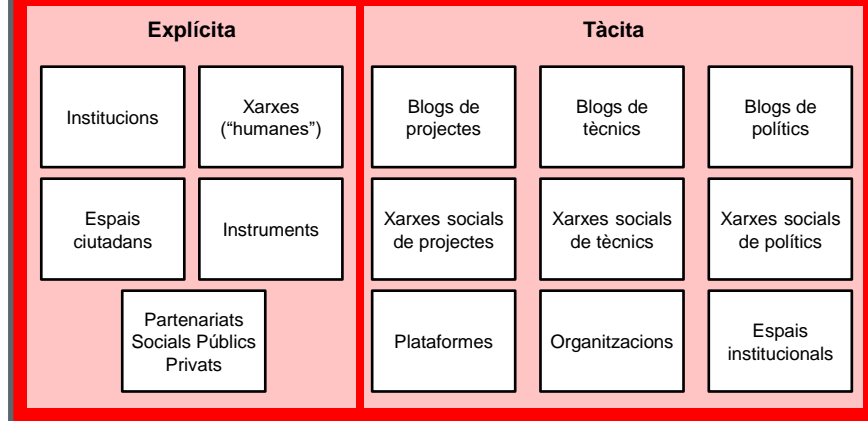 Explícita
Institucions
Xarxes
(“humanes”)
Espais
ciutadans
Instruments
Partenariats
Socials Públics
Privats
Tàcita
Blogs de
projectes
Blogs de
tècnics
Blogs de
polítics
Xarxes socials
de projectes
Xarxes socials
de tècnics
Xarxes socials
de polítics
Plataformes
Organitzacions
Espais
institucionals